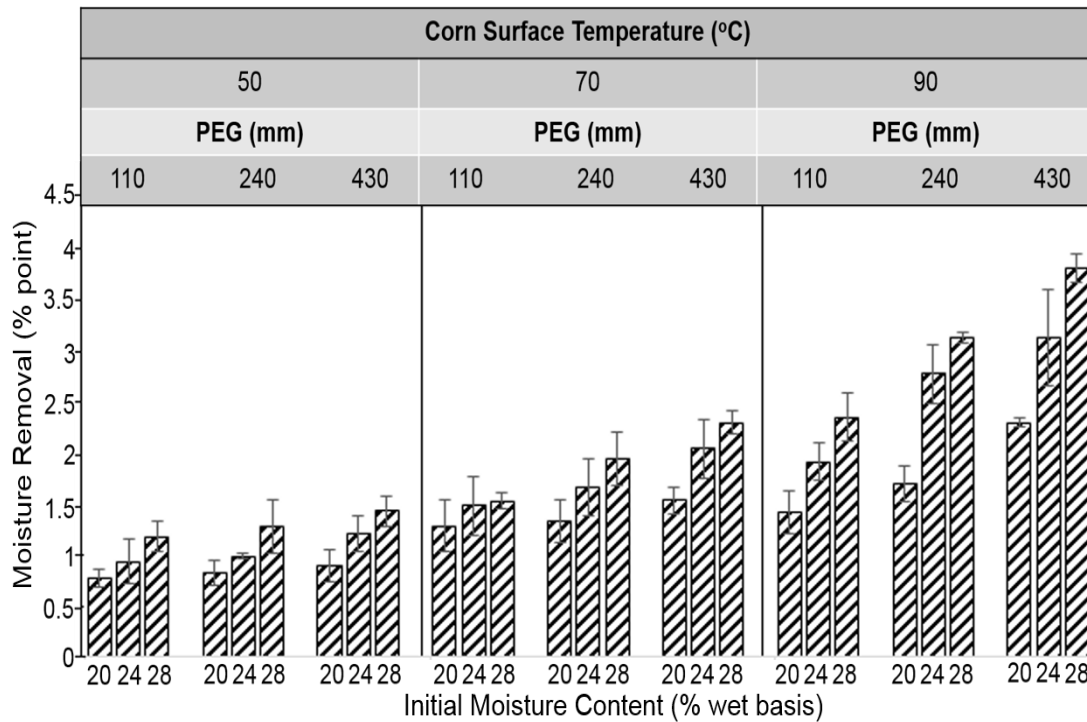 Corn Surface Temperature (ºC)
50 70 90
PEG (mm) PEG (mm) PEG (mm)
110 240 430 110 240 430 110 240 430
4.5
4
3.5
3
2.5
2
1.5
1
0.5
0
Moisture Removal (% point)
20 24 28 20 24 28 20 24 28 20 24 28 20 24 28 20 24 28 20 24 28 20 24 28 20 24 28
Initial Moisture Content (% wet basis)